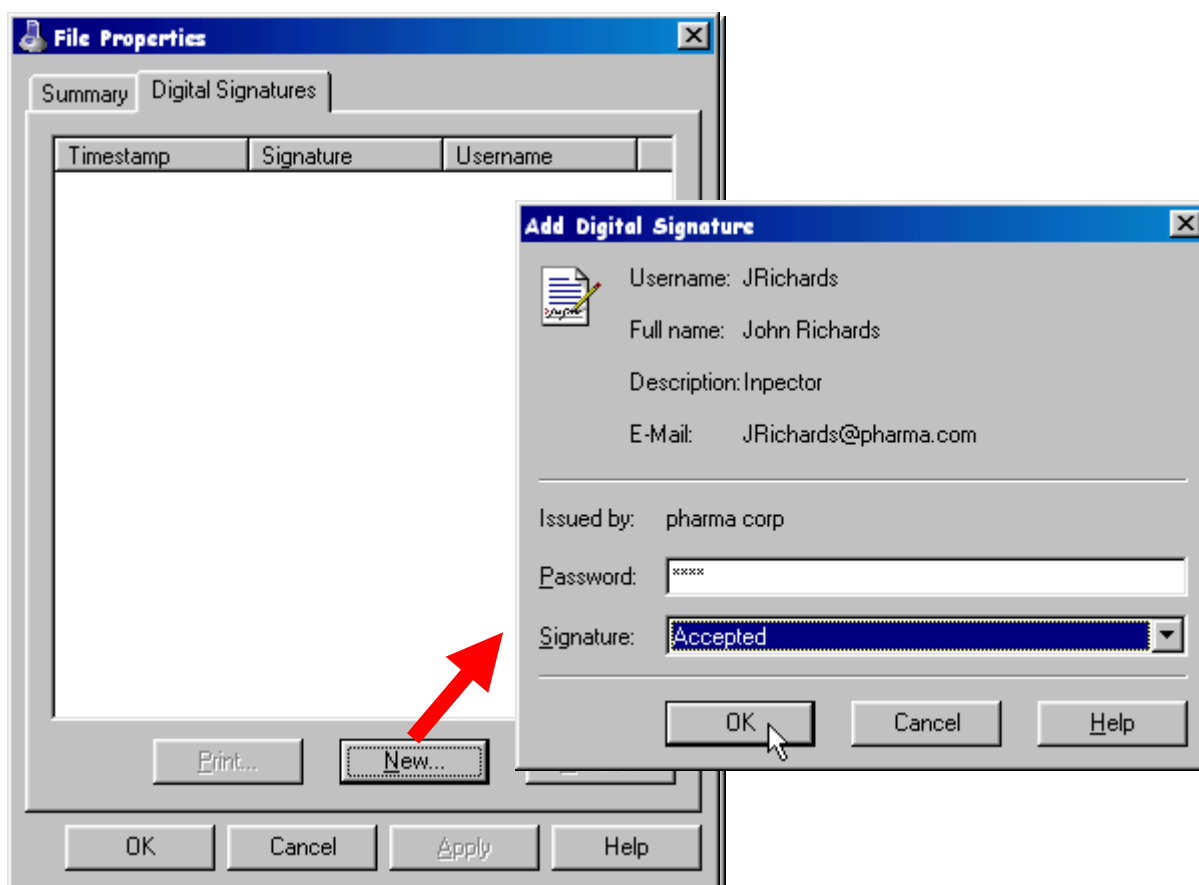 File Properties
Summary Digital Signatures
Timestamp Signature Username
Print... New...
OK Cancel Apply Help
Add Digital Signature
Username: JRichards
Full name: John Richards
Description: Inpector
E-Mail: JRichards@pharma.com
Issued by: pharma corp
Password: xxxx
Signature: Accepted
OK Cancel Help